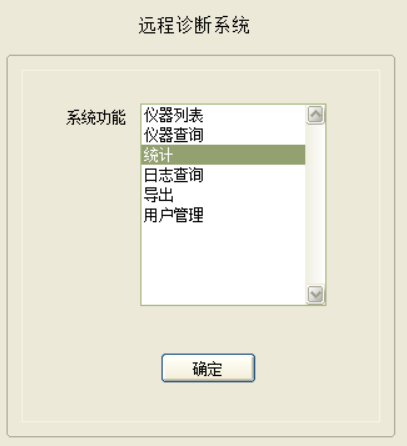 远程诊断系统
系统功能
仪器列表
仪器查询
统计
日志查询
导出
用户管理
确定